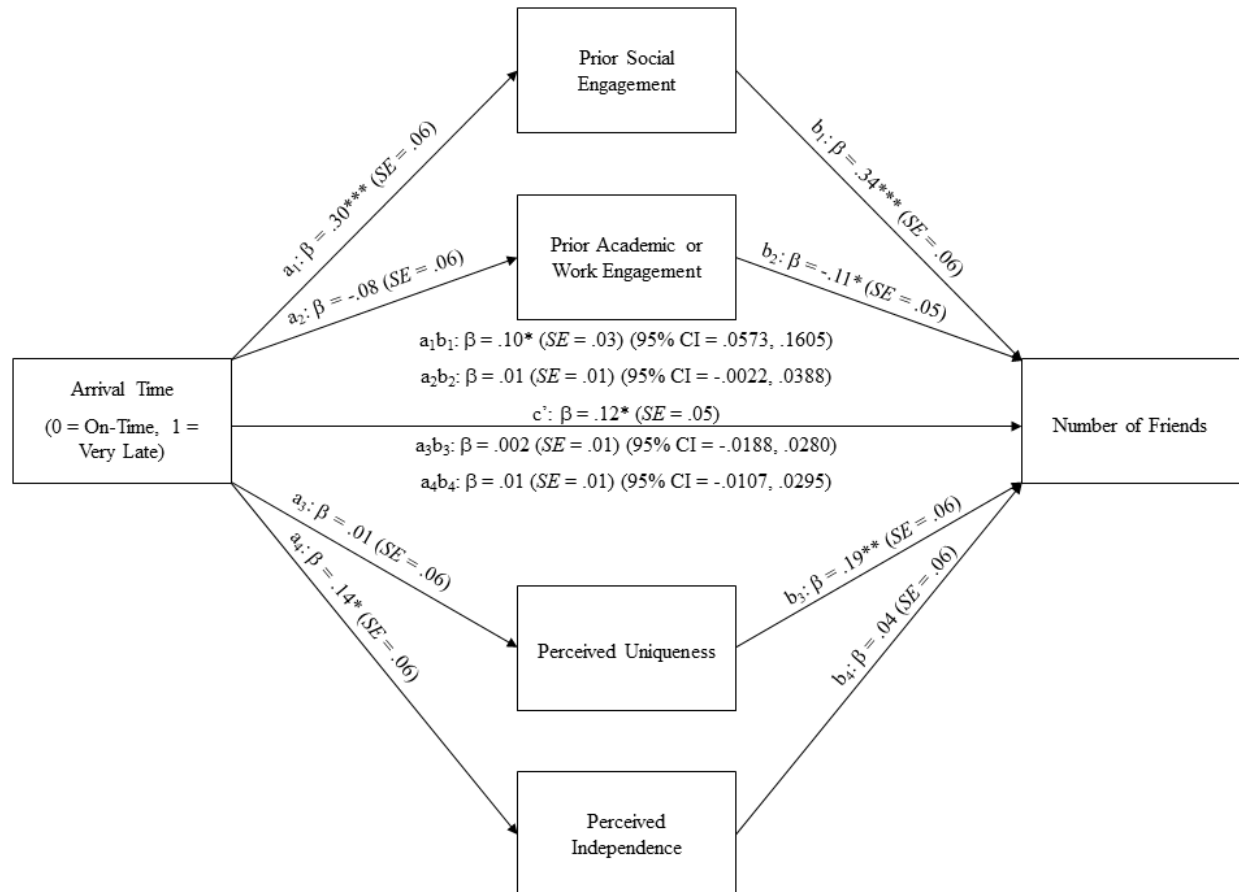 Prior Social
Engagement
a₁: β = .30*** (SE = .06)
b₁: β = .34*** (SE = .06)
Prior Academic or
Work Engagement
a₂: β = -.08 (SE = .06)
b₂: β = -.11* (SE = .05)
a₁b₁: β = .10* (SE = .03) (95% CI = .0573, .1605)
a₂b₂: β = .01 (SE = .01) (95% CI = -.0022, .0388)
Arrival Time
(0 = On-Time, 1 =
Very Late)
c’: β = .12* (SE = .05)
Number of Friends
a₃b₃: β = .002 (SE = .01) (95% CI = -.0188, .0280)
a₄b₄: β = .01 (SE = .01) (95% CI = -.0107, .0295)
a₃: β = .01 (SE = .06)
a₄: β = .14* (SE = .06)
b₃: β = .19** (SE = .06)
b₄: β = .04 (SE = .06)
Perceived Uniqueness
Perceived
Independence